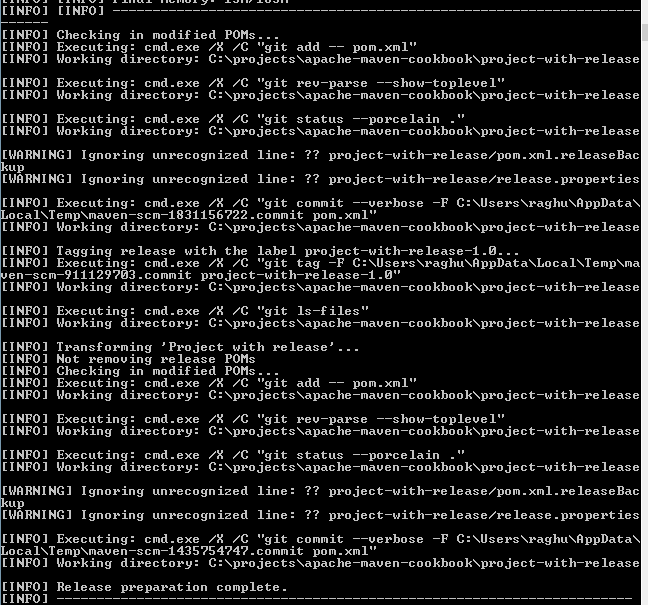 [INFO] [INFO] Final Memory: 13M/
[INFO] [INFO] ------------------------------------------------------------------
------
[INFO] Checking in modified POMs...
[INFO] Executing: cmd.exe /X /C "git add -- pom.xml"
[INFO] Working directory: C:\projects\apache-maven-cookbook\project-with-release
[INFO] Executing: cmd.exe /X /C "git rev-parse --show-toplevel"
[INFO] Working directory: C:\projects\apache-maven-cookbook\project-with-release
[INFO] Executing: cmd.exe /X /C "git status --porcelain ."
[INFO] Working directory: C:\projects\apache-maven-cookbook\project-with-release
[WARNING] Ignoring unrecognized line: ?? project-with-release/pom.xml.releaseBac
kup
[WARNING] Ignoring unrecognized line: ?? project-with-release/release.properties
[INFO] Executing: cmd.exe /X /C "git commit --verbose -F C:\Users\raghu\AppData\
Local\Temp\maven-scm-1831156722.commit pom.xml"
[INFO] Working directory: C:\projects\apache-maven-cookbook\project-with-release
[INFO] Tagging release with the label project-with-release-1.0...
[INFO] Executing: cmd.exe /X /C "git tag -F C:\Users\raghu\AppData\Local\Temp\ma
ven-scm-911129703.commit project-with-release-1.0"
[INFO] Working directory: C:\projects\apache-maven-cookbook\project-with-release
[INFO] Executing: cmd.exe /X /C "git ls-files"
[INFO] Working directory: C:\projects\apache-maven-cookbook\project-with-release
[INFO] Transforming 'Project with release'...
[INFO] Not removing release POMs
[INFO] Checking in modified POMs...
[INFO] Executing: cmd.exe /X /C "git add -- pom.xml"
[INFO] Working directory: C:\projects\apache-maven-cookbook\project-with-release
[INFO] Executing: cmd.exe /X /C "git rev-parse --show-toplevel"
[INFO] Working directory: C:\projects\apache-maven-cookbook\project-with-release
[INFO] Executing: cmd.exe /X /C "git status --porcelain ."
[INFO] Working directory: C:\projects\apache-maven-cookbook\project-with-release
[WARNING] Ignoring unrecognized line: ?? project-with-release/pom.xml.releaseBac
kup
[WARNING] Ignoring unrecognized line: ?? project-with-release/release.properties
[INFO] Executing: cmd.exe /X /C "git commit --verbose -F C:\Users\raghu\AppData\
Local\Temp\maven-scm-1435754747.commit pom.xml"
[INFO] Working directory: C:\projects\apache-maven-cookbook\project-with-release
[INFO] Release preparation complete.
[INFO] ------------------------------------------------------------------------